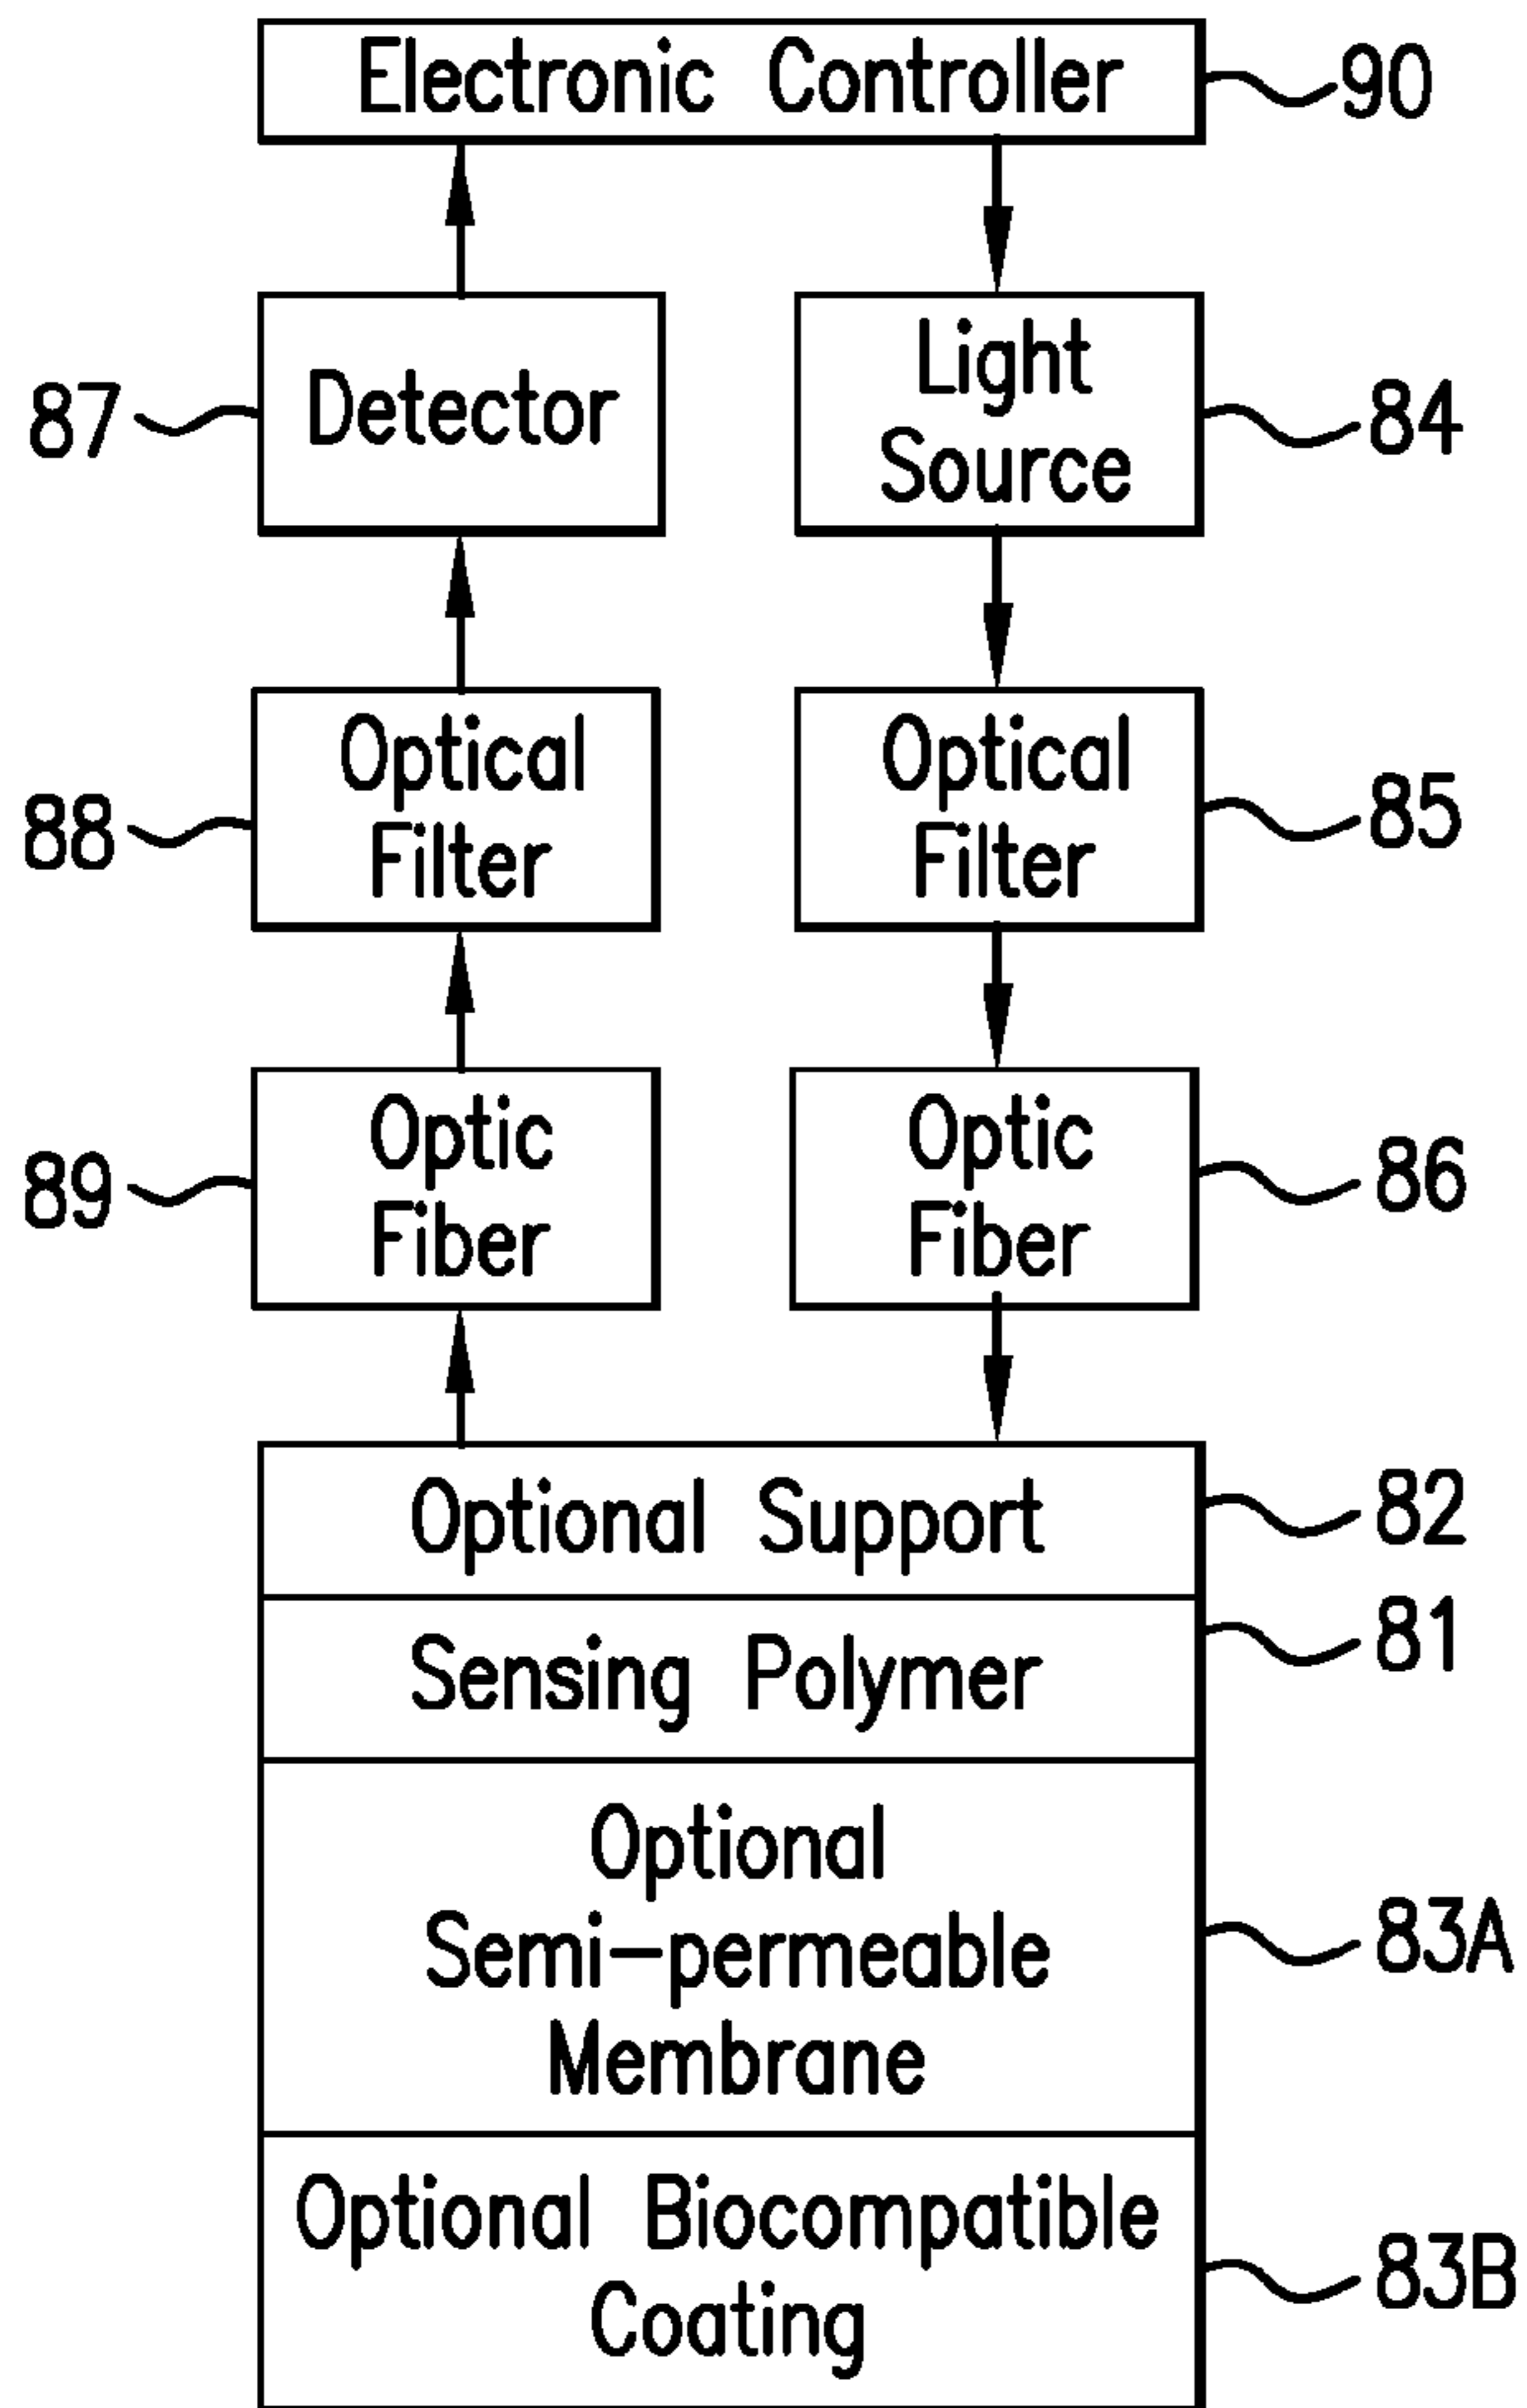 Electronic Controller
90
Detector
87
Light
Source
84
Optical
Filter
88
Optical
Filter
85
Optic
Fiber
89
Optic
Fiber
86
Optional Support
82
Sensing Polymer
81
Optional
Semi-permeable
Membrane
83A
Optional Biocompatible
Coating
83B